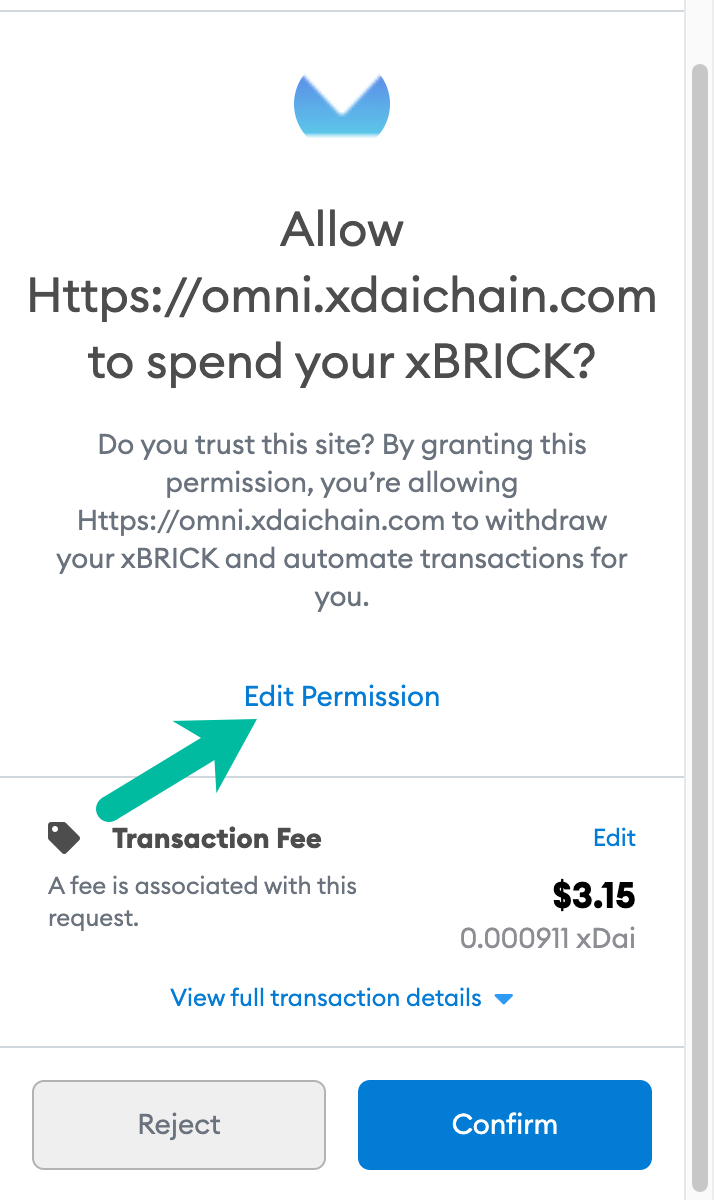 Allow
Https://omni.xdaichain.com
to spend your xBRICK?
Do you trust this site? By granting this
permission, you’re allowing
Https://omni.xdaichain.com to withdraw
your xBRICK and automate transactions for
you.
Edit Permission
Transaction Fee
Edit
A fee is associated with this
request.
$3.15
0.000911 xDai
View full transaction details
Reject
Confirm